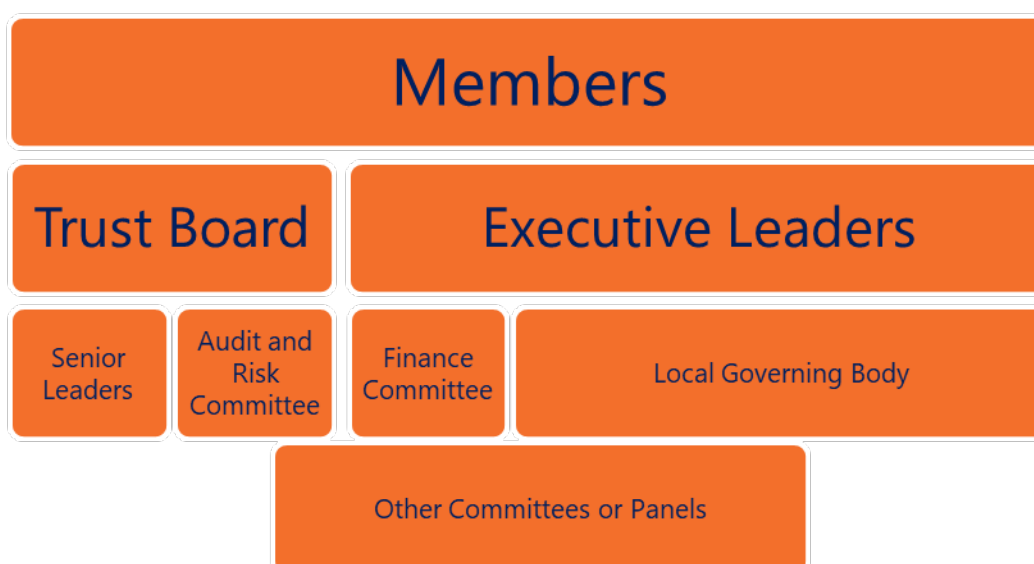 Members
Trust Board
Executive Leaders
Senior
Leaders
Audit and
Risk
Committee
Finance
Committee
Local Governing Body
Other Committees or Panels